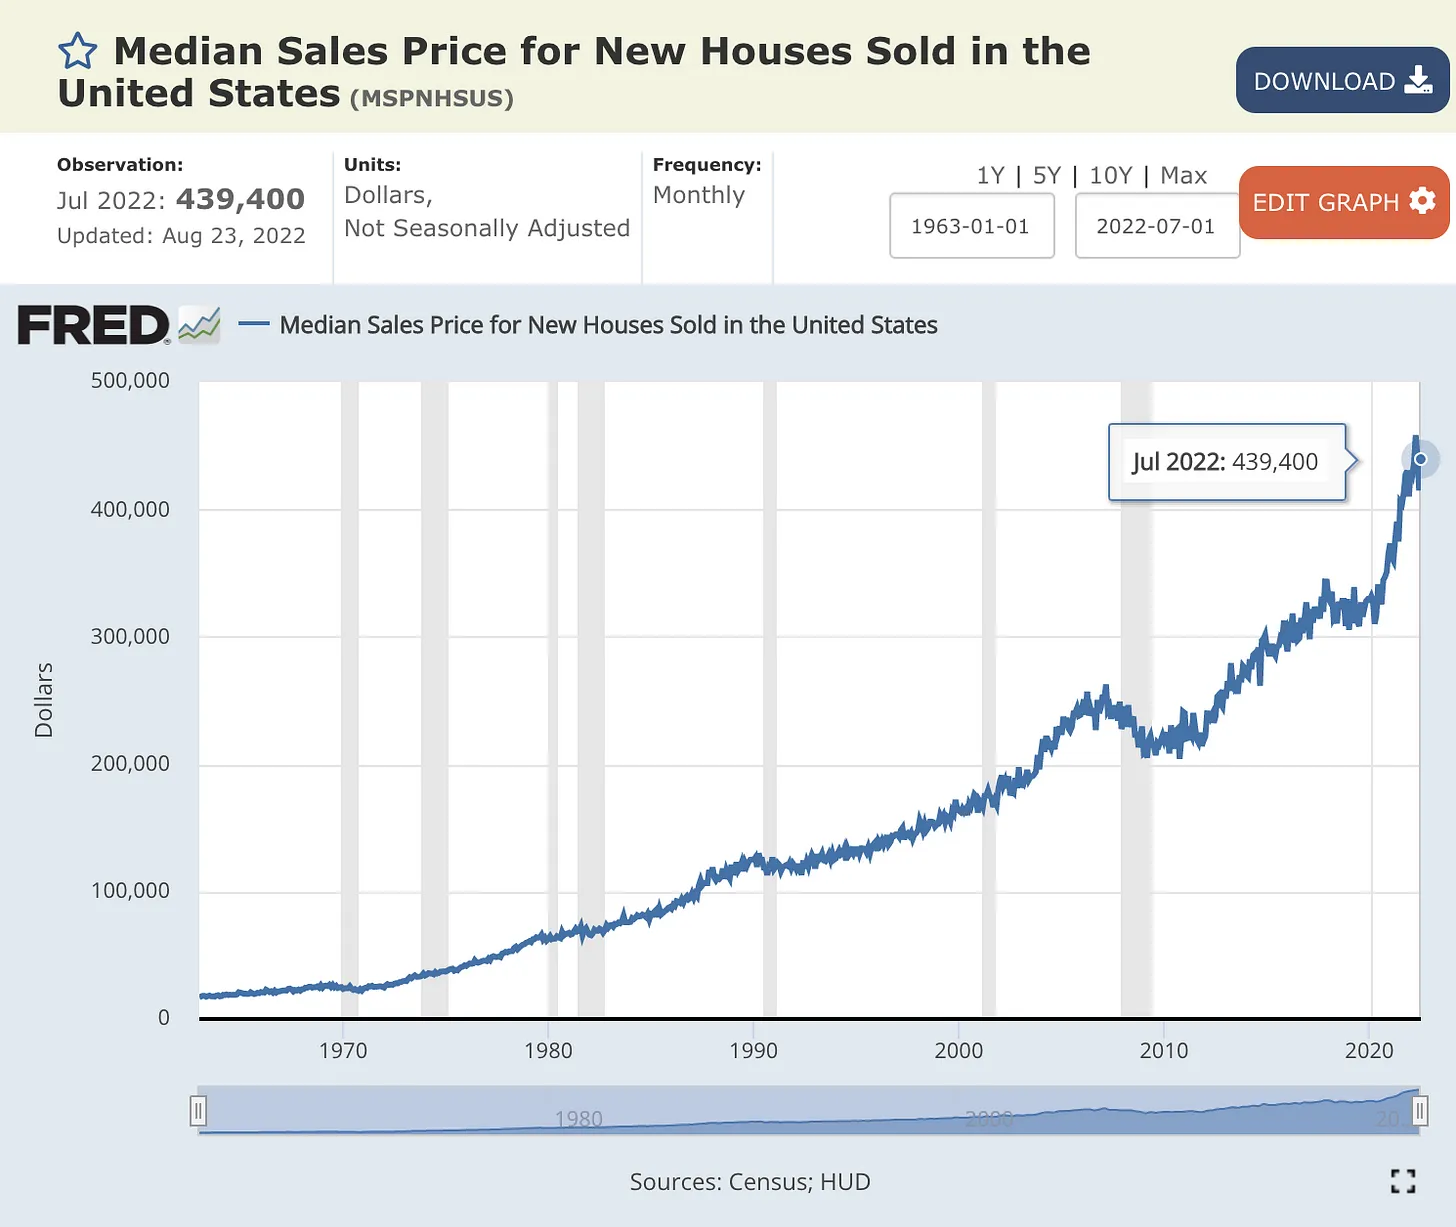 Median Sales Price for New Houses Sold in the
United States (MSPNHSUS)
DOWNLOAD
Observation:
Jul 2022: 439,400
Updated: Aug 23, 2022
Units:
Dollars,
Not Seasonally Adjusted
Frequency:
Monthly
1Y | 5Y | 10Y | Max
1963-01-01
2022-07-01
EDIT GRAPH
FRED
Median Sales Price for New Houses Sold in the United States
500,000
400,000
300,000
200,000
100,000
0
Dollars
Jul 2022: 439,400
1970
1980
1990
2000
2010
2020
1980
2000
Sources: Census; HUD